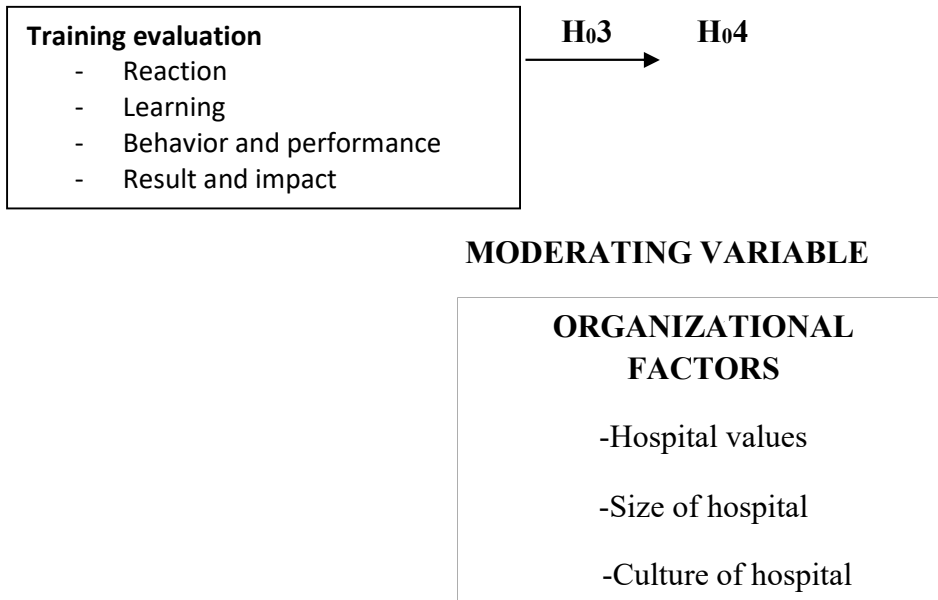 Training evaluation
- Reaction
- Learning
- Behavior and performance
- Result and impact
H₀3 H₀4
MODERATING VARIABLE
ORGANIZATIONAL
FACTORS
-Hospital values
-Size of hospital
-Culture of hospital